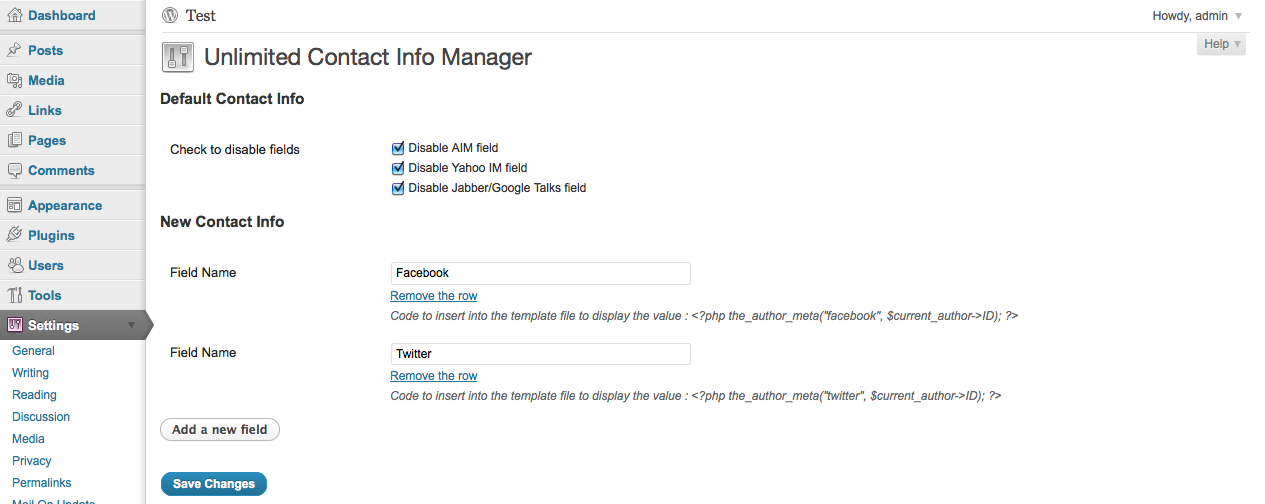 Dashboard
Posts
Media
Links
Pages
Comments
Appearance
Plugins
Users
Tools
Settings
General
Writing
Reading
Discussion
Media
Privacy
Permalinks
Mail On Update
Test
Howdy, admin
Help
Unlimited Contact Info Manager
Default Contact Info
Check to disable fields
Disable AIM field
Disable Yahoo IM field
Disable Jabber/Google Talks field
New Contact Info
Field Name
Facebook
Remove the row
Code to insert into the template file to display the value : <?php the_author_meta("facebook", $current_author->ID); ?>
Field Name
Twitter
Remove the row
Code to insert into the template file to display the value : <?php the_author_meta("twitter", $current_author->ID); ?>
Add a new field
Save Changes